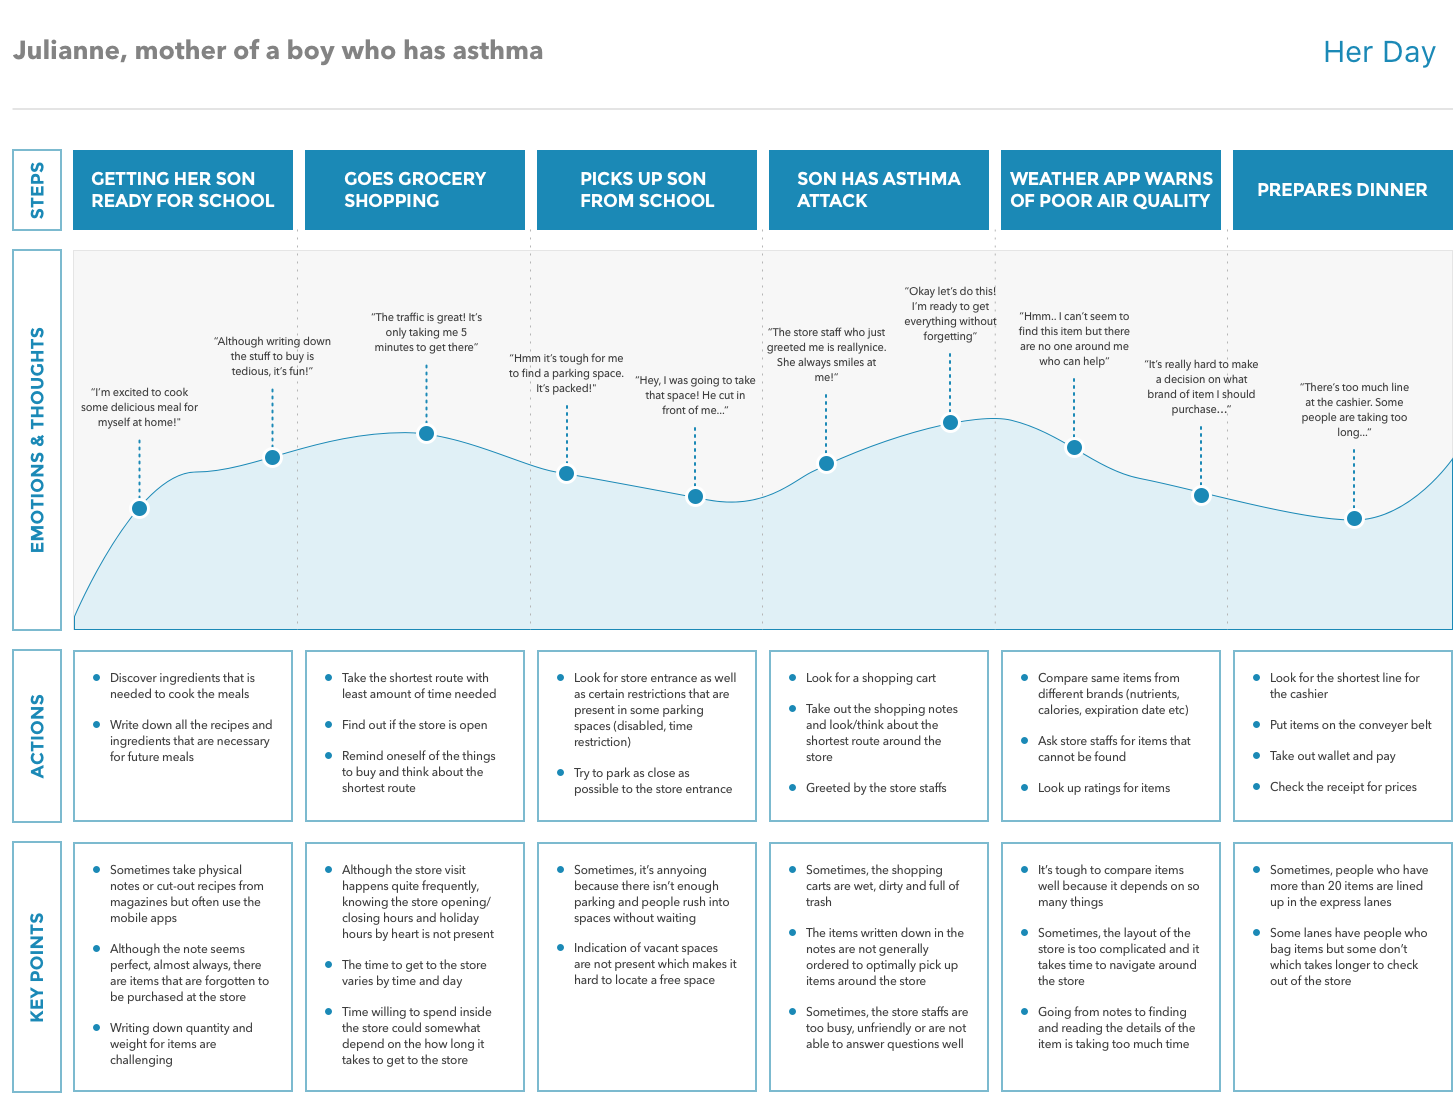 Julianne, mother of a boy who has asthma
Her Day
STEPS
GETTING HER SON
READY FOR SCHOOL
GOES GROCERY
SHOPPING
PICKS UP SON
FROM SCHOOL
SON HAS ASTHMA
ATTACK
WEATHER APP WARNS
OF POOR AIR QUALITY
PREPARES DINNER
EMOTIONS & THOUGHTS
“I’m excited to cook
some delicious meal for
myself at home!”
“Although writing down
the stuff to buy is
tedious, it’s fun!”
“The traffic is great! It’s
only taking me 5
minutes to get there”
“Hmm it’s tough for me
to find a parking space.
It’s packed!”
“Hey, I was going to take
that space! He cut in
front of me...”
“The store staff who just
greeted me is reallynice.
She always smiles at
me!”
“Okay let’s do this!
I’m ready to get
everything without
forgetting”
“Hmm.. I can’t seem to
find this item but there
are no one around me
who can help”
“It’s really hard to make
a decision on what
brand of item I should
purchase...”
“There’s too much line
at the cashier. Some
people are taking too
long...”
ACTIONS
Discover ingredients that is
needed to cook the meals
Write down all the recipes and
ingredients that are necessary
for future meals
Take the shortest route with
least amount of time needed
Find out if the store is open
Remind oneself of the things
to buy and think about the
shortest route
Look for store entrance as well
as certain restrictions that are
present in some parking
spaces (disabled, time
restriction)
Try to park as close as
possible to the store entrance
Look for a shopping cart
Take out the shopping notes
and look/think about the
shortest route around the
store
Greeted by the store staffs
Compare same items from
different brands (nutrients,
calories, expiration date etc)
Ask store staffs for items that
cannot be found
Look up ratings for items
Look for the shortest line for
the cashier
Put items on the conveyer belt
Take out wallet and pay
Check the receipt for prices
KEY POINTS
Sometimes take physical
notes or cut-out recipes from
magazines but often use the
mobile apps
Although the note seems
perfect, almost always, there
are items that are forgotten to
be purchased at the store
Writing down quantity and
weight for items are
challenging
Although the store visit
happens quite frequently,
knowing the store opening/
closing hours and holiday
hours by heart is not present
The time to get to the store
varies by time and day
Time willing to spend inside
the store could somewhat
depend on the how long it
takes to get to the store
Sometimes, it’s annyoing
because there isn’t enough
parking and people rush into
spaces without waiting
Indication of vacant spaces
are not present which makes it
hard to locate a free space
Sometimes, the shopping
carts are wet, dirty and full of
trash
The items written down in the
notes are not generally
ordered to optimally pick up
items around the store
Sometimes, the store staffs are
too busy, unfriendly or are not
able to answer questions well
It’s tough to compare items
well because it depends on so
many things
Sometimes, the layout of the
store is too complicated and it
takes time to navigate around
the store
Going from notes to finding
and reading the details of the
item is taking too much time
Sometimes, people who have
more than 20 items are lined
up in the express lanes
Some lanes have people who
bag items but some don’t
which takes longer to check
out of the store